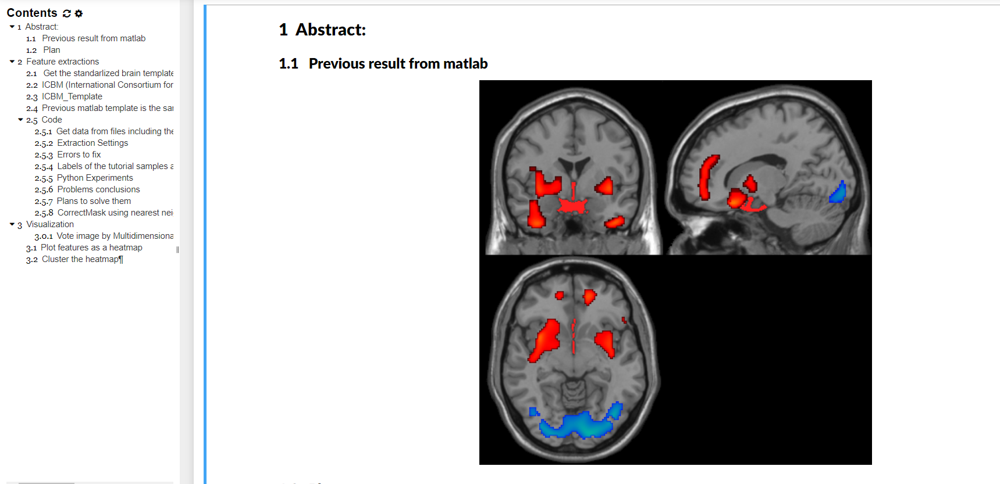 Contents
1 Abstract:
1.1 Previous result from matlab
1.2 Plan
2 Feature extractions
2.1 Get the standarlized brain template
2.2 ICBM (International Consortium for
2.3 ICBM_Template
2.4 Previous matlab template is the sa
2.5 Code
2.5.1 Get data from files including the
2.5.2 Extraction Settings
2.5.3 Errors to fix
2.5.4 Labels of the tutorial samples a
2.5.5 Python Experiments
2.5.6 Problems conclusions
2.5.7 Plans to solve them
2.5.8 CorrectMask using nearest nei
3 Visualization
3.0.1 Vote image by Multidimensiona
3.1 Plot features as a heatmap
3.2 Cluster the heatmap¶
1 Abstract:
1.1 Previous result from matlab